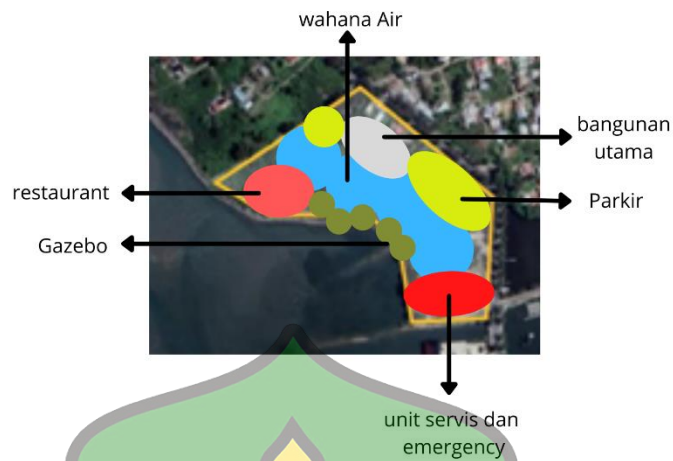 wahana Air
bangunan
utama
restaurant
Parkir
Gazebo
unit servis dan
emergency